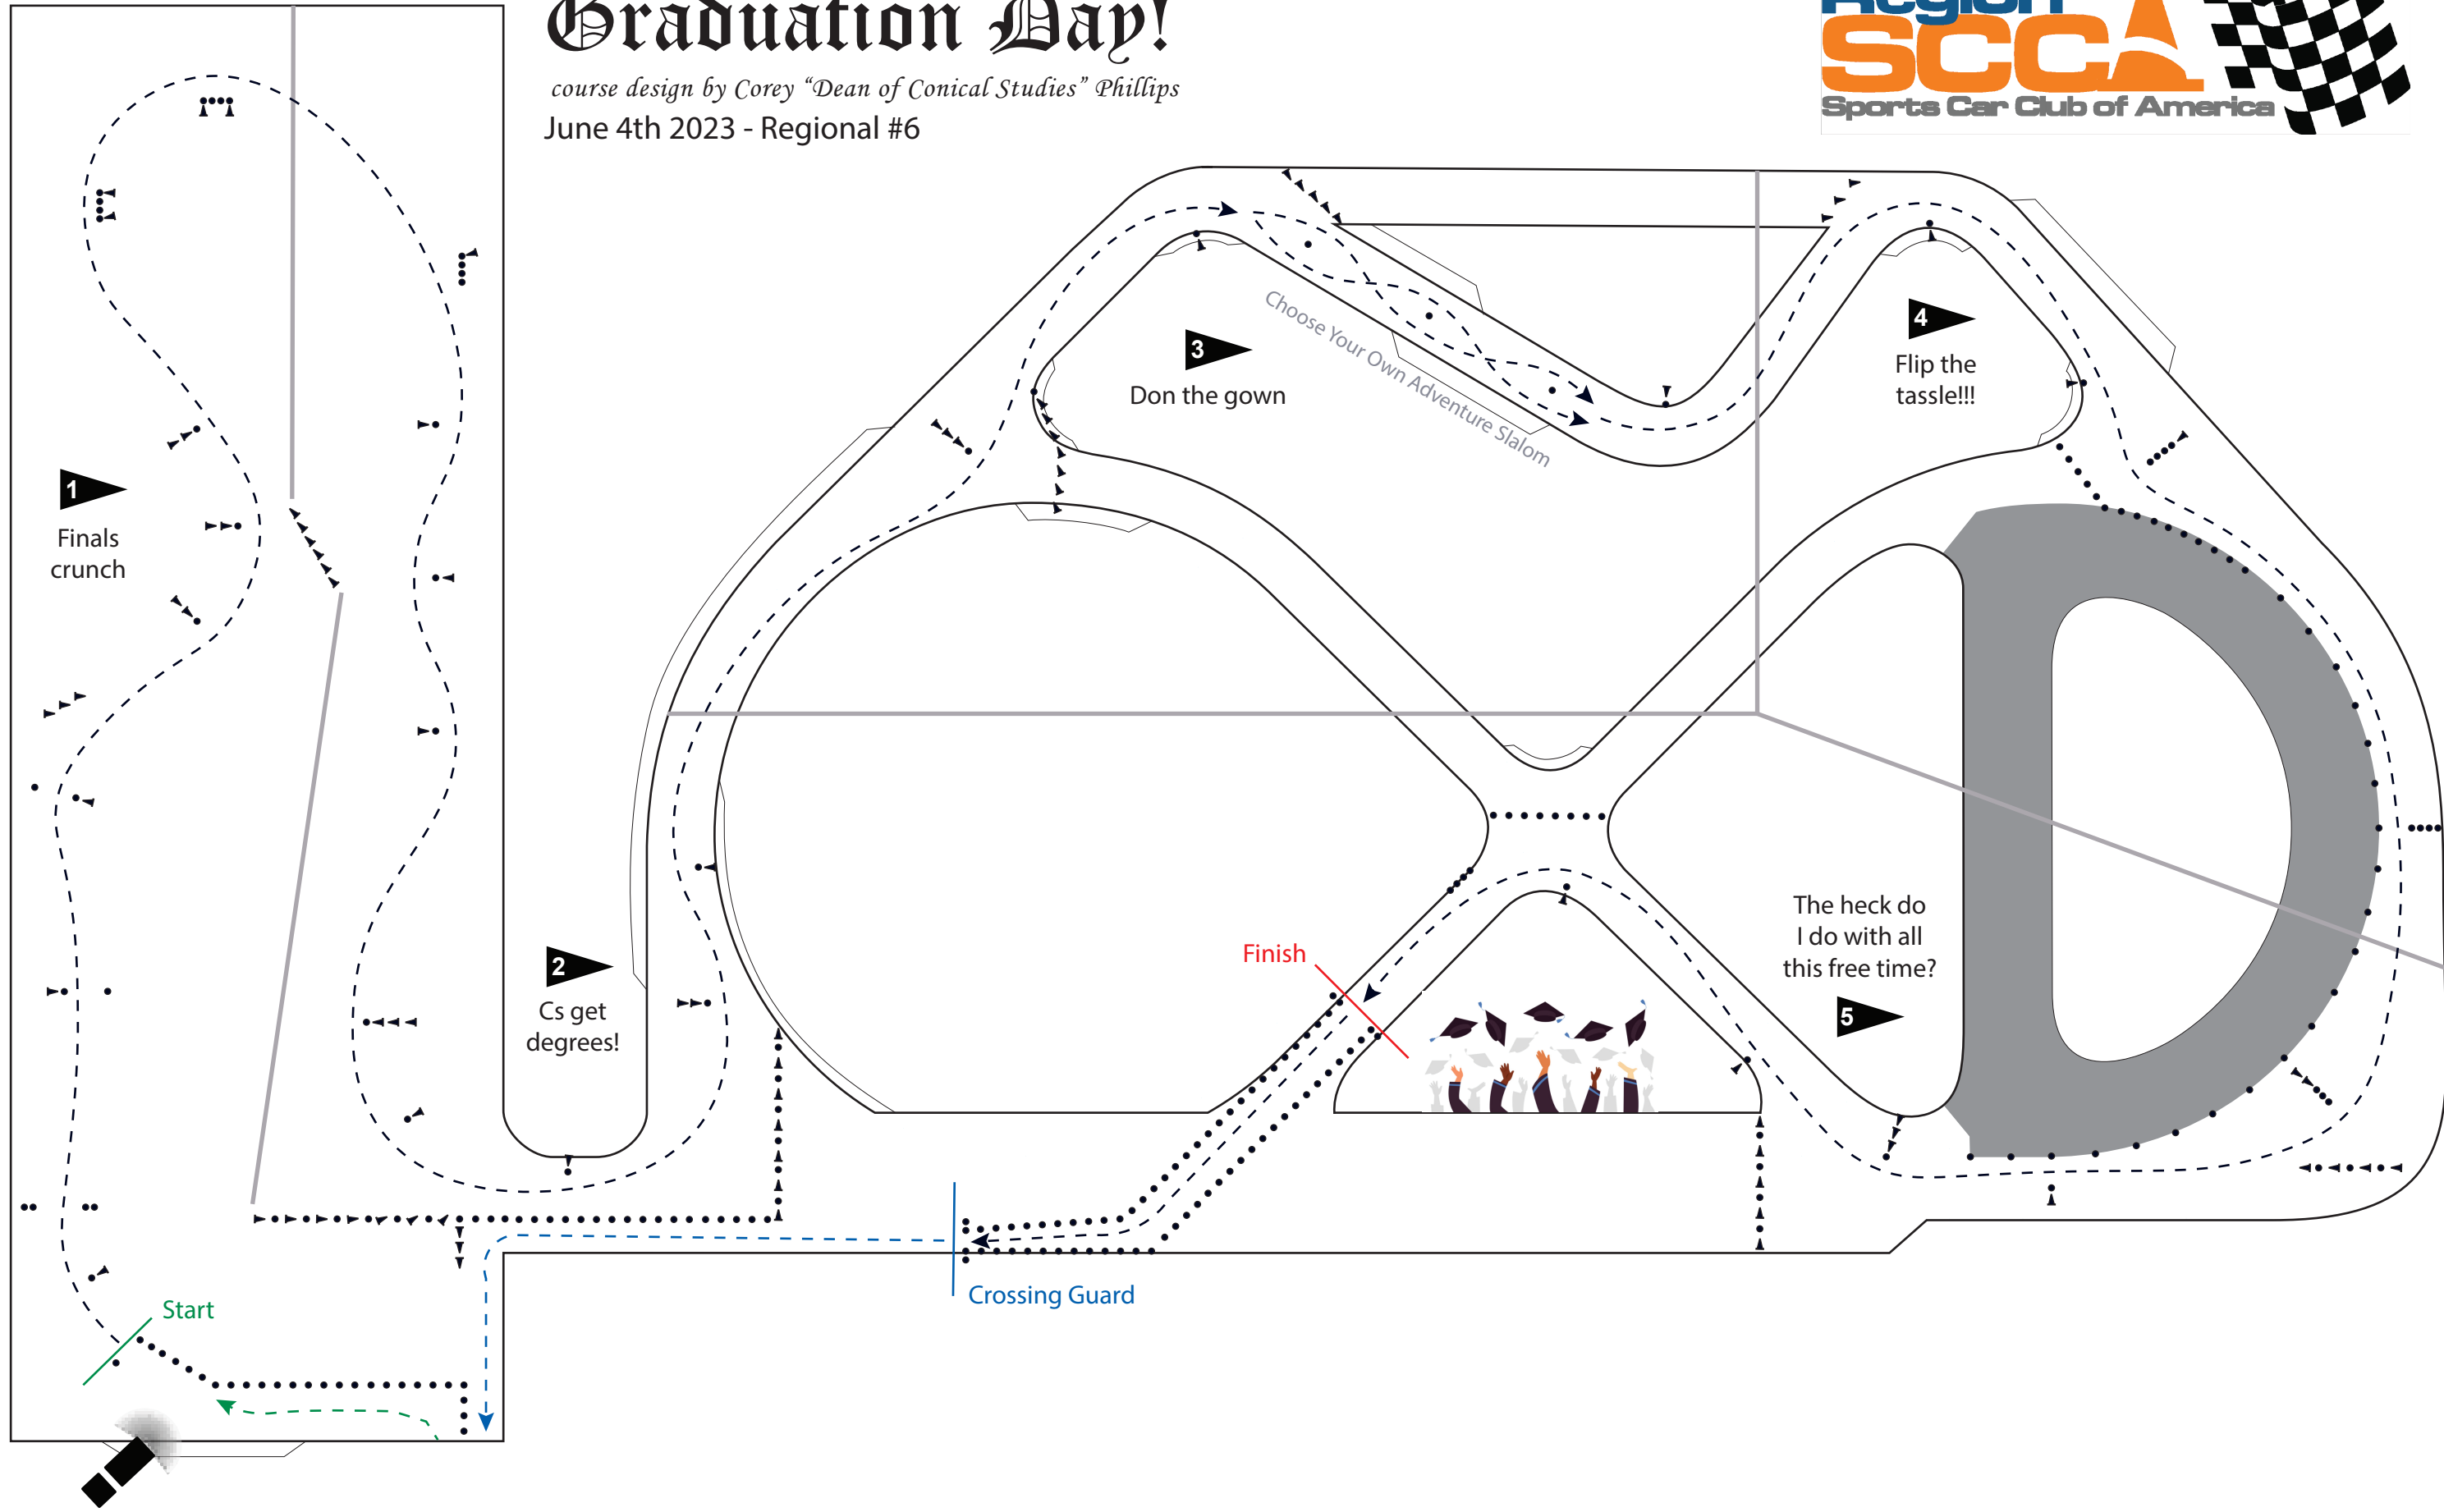 Graduation Day!
course design by Corey “Dean of Conical Studies” Phillips
June 4th 2023 - Regional #6
Region
SCCA
Sports Car Club of America
1
Finals
crunch
2
Cs get
degrees!
3
Don the gown
Choose Your Own Adventure Slalom
4
Flip the
tassle!!!
The heck do
I do with all
this free time?
5
Finish
Crossing Guard
Start